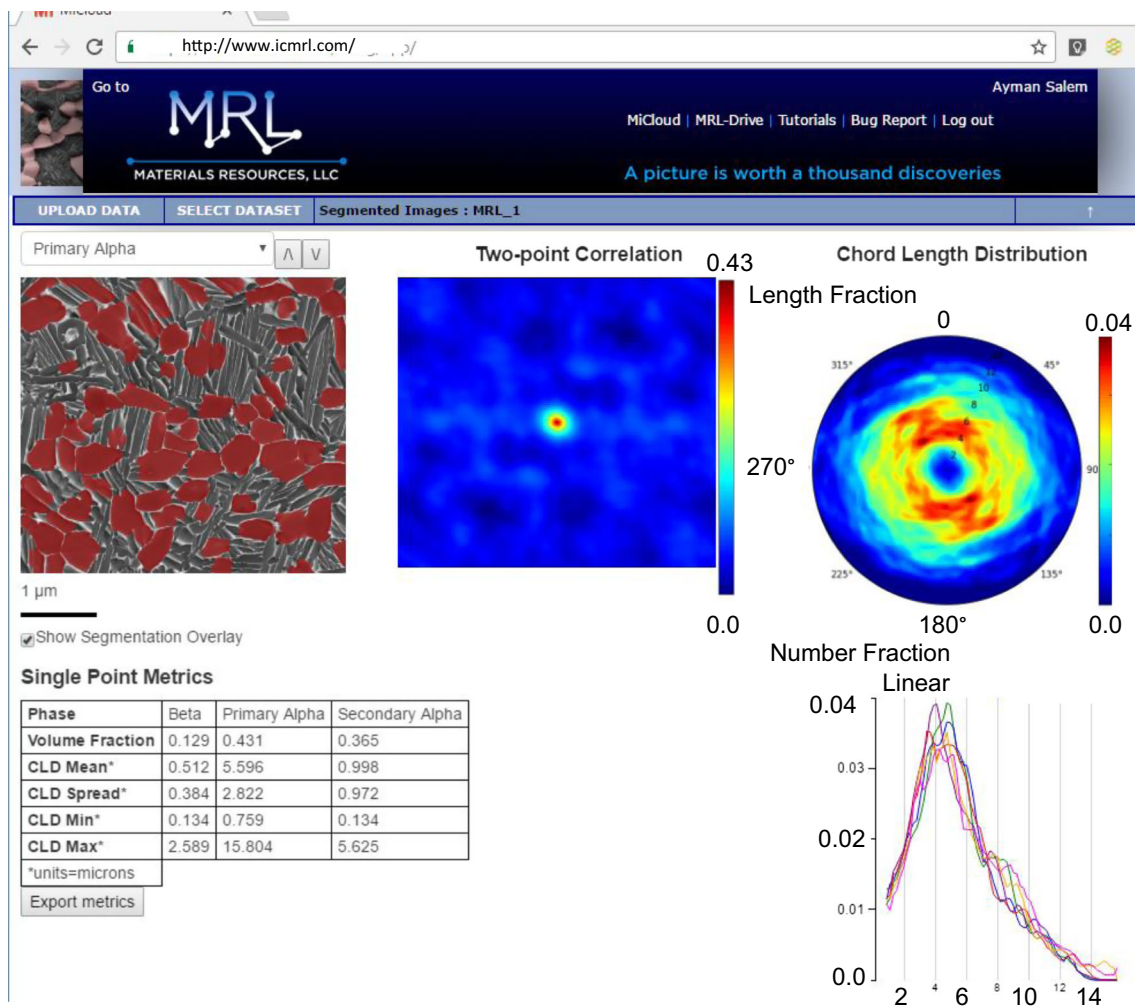 MiCloud
http://www.icmrl.com/
Go to
Ayman Salem
MRL
MATERIALS RESOURCES, LLC
MiCloud | MRL-Drive | Tutorials | Bug Report | Log out
A picture is worth a thousand discoveries
UPLOAD DATA SELECT DATASET Segmented Images : MRL_1 ↑
Primary Alpha
Two-point Correlation
0.43
0.0
Chord Length Distribution
Length Fraction
0
45°
90
135°
180°
225°
270°
315°
2
4
6
8
10
12
0.04
0.0
1 µm
Show Segmentation Overlay
Single Point Metrics
Phase Beta Primary Alpha Secondary Alpha
Volume Fraction 0.129 0.431 0.365
CLD Mean* 0.512 5.596 0.998
CLD Spread* 0.384 2.822 0.972
CLD Min* 0.134 0.759 0.134
CLD Max* 2.589 15.804 5.625
*units=microns
Export metrics
Number Fraction
Linear
0.04
0.03
0.02
0.01
0.0
2 4 6 8 10 12 14